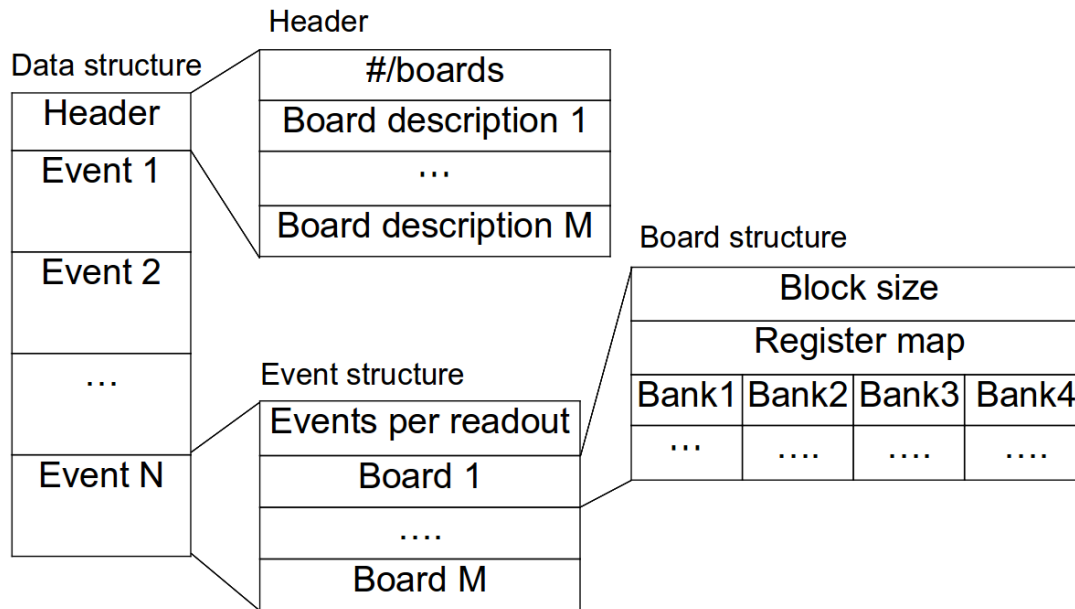 Data structure
Header
Event 1
Event 2
...
Event N
Header
#/boards
Board description 1
...
Board description M
Event structure
Events per readout
Board 1
....
Board M
Board structure
Block size
Register map
Bank1 Bank2 Bank3 Bank4
... .... .... ....